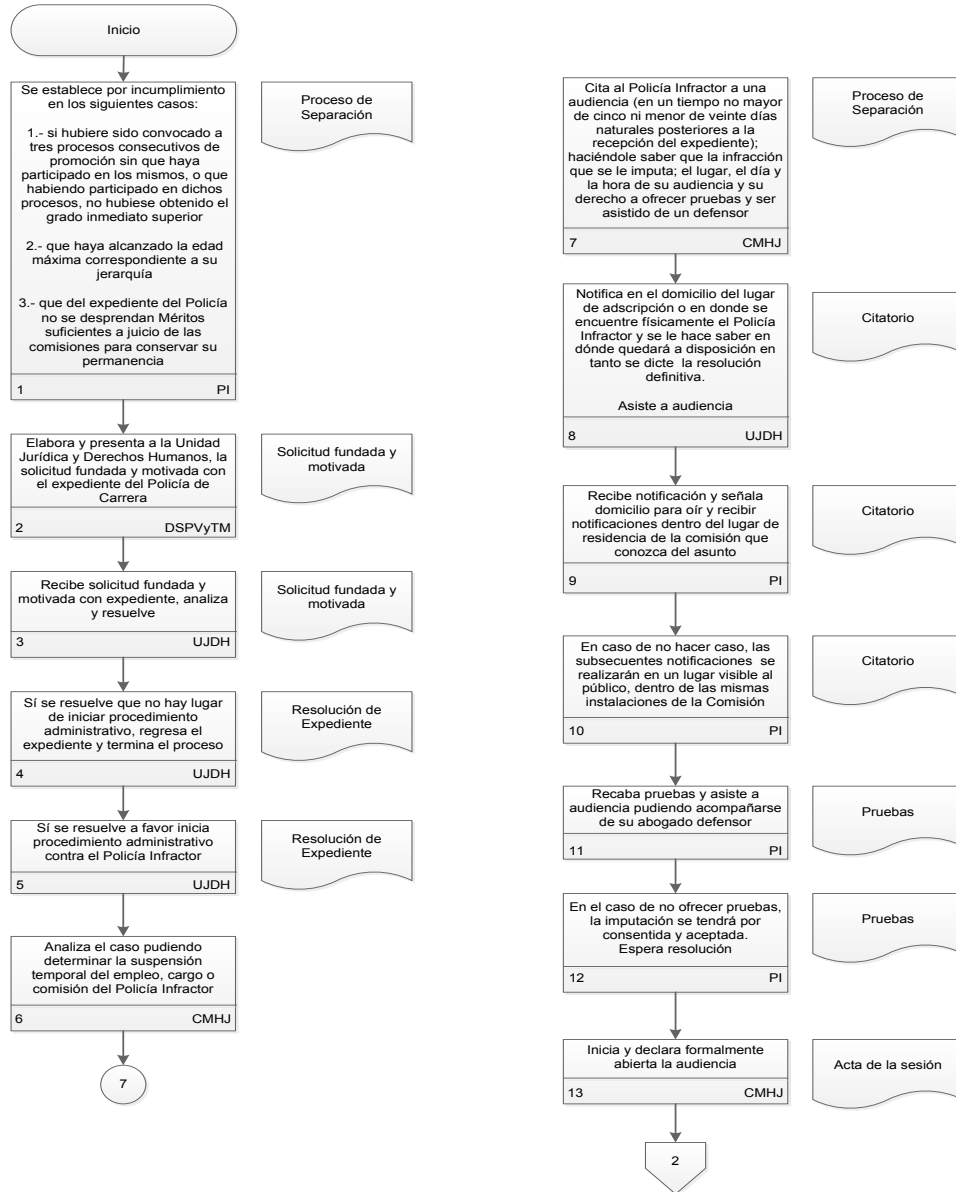 Inicio
Se establece por incumplimiento
en los siguientes casos:
1.- si hubiere sido convocado a
tres procesos consecutivos de
promoción sin que haya
participado en los mismos, o que
habiendo participado en dichos
procesos, no hubiese obtenido el
grado inmediato superior
2.- que haya alcanzado la edad
máxima correspondiente a su
jerarquía
3.- que del expediente del Policía
no se desprendan Méritos
suficientes a juicio de las
comisiones para conservar su
permanencia
1 PI
Proceso de
Separación
Elabora y presenta a la Unidad
Jurídica y Derechos Humanos, la
solicitud fundada y motivada con
el expediente del Policía de
Carrera
2 DSPVyTM
Solicitud fundada y
motivada
Recibe solicitud fundada y
motivada con expediente, analiza
y resuelve
3 UJDH
Solicitud fundada y
motivada
Sí se resuelve que no hay lugar
de iniciar procedimiento
administrativo, regresa el
expediente y termina el proceso
4 UJDH
Resolución de
Expediente
Sí se resuelve a favor inicia
procedimiento administrativo
contra el Policía Infractor
5 UJDH
Resolución de
Expediente
Analiza el caso pudiendo
determinar la suspensión
temporal del empleo, cargo o
comisión del Policía Infractor
6 CMHJ
7
Cita al Policía Infractor a una
audiencia (en un tiempo no mayor
de cinco ni menor de veinte días
naturales posteriores a la
recepción del expediente);
haciéndole saber que la infracción
que se le imputa; el lugar, el día y
la hora de su audiencia y su
derecho a ofrecer pruebas y ser
asistido de un defensor
7 CMHJ
Proceso de
Separación
Notifica en el domicilio del lugar
de adscripción o en donde se
encuentre físicamente el Policía
Infractor y se le hace saber en
dónde quedará a disposición en
tanto se dicte la resolución
definitiva.
Asiste a audiencia
8 UJDH
Citatorio
Recibe notificación y señala
domicilio para oír y recibir
notificaciones dentro del lugar de
residencia de la comisión que
conozca del asunto
9 PI
Citatorio
En caso de no hacer caso, las
subsecuentes notificaciones se
realizarán en un lugar visible al
público, dentro de las mismas
instalaciones de la Comisión
10 PI
Citatorio
Recaba pruebas y asiste a
audiencia pudiendo acompañarse
de su abogado defensor
11 PI
Pruebas
En el caso de no ofrecer pruebas,
la imputación se tendrá por
consentida y aceptada.
Espera resolución
12 PI
Pruebas
Inicia y declara formalmente
abierta la audiencia
13 CMHJ
Acta de la sesión
2